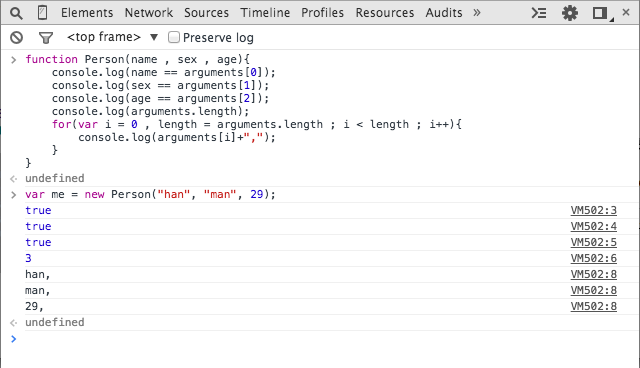 Elements Network Sources Timeline Profiles Resources Audits »
<top frame> ▼ Preserve log
> function Person(name , sex , age){
console.log(name == arguments[0]);
console.log(sex == arguments[1]);
console.log(age == arguments[2]);
console.log(arguments.length);
for(var i = 0 , length = arguments.length ; i < length ; i++){
console.log(arguments[i]+",");
}
}
undefined
> var me = new Person("han", "man", 29);
true VM502:3
true VM502:4
true VM502:5
3 VM502:6
han, VM502:8
man, VM502:8
29, VM502:8
undefined
>